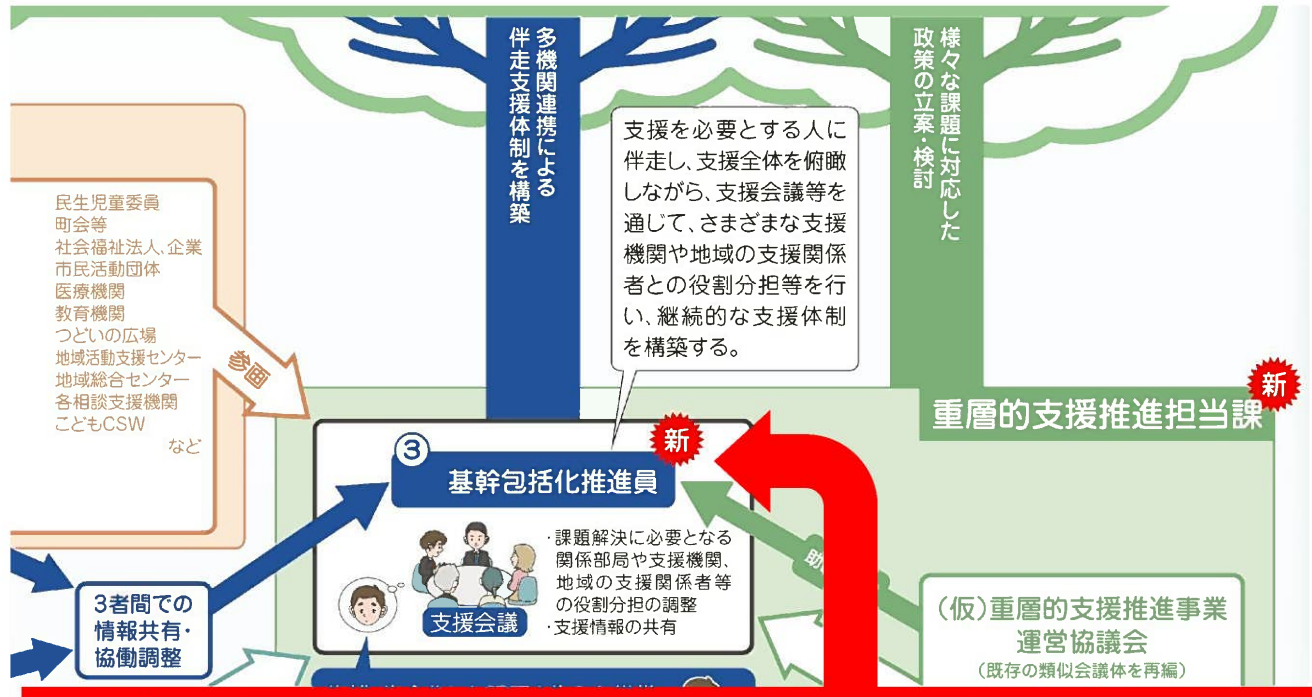 多機関連携による
伴走支援体制を構築
様々な課題に対応した
政策の立案・検討
支援を必要とする人に
伴走し、支援全体を俯瞰
しながら、支援会議等を
通じて、さまざまな支援
機関や地域の支援関係
者との役割分担等を行
い、継続的な支援体制
を構築する。
民生児童委員
町会等
社会福祉法人、企業
市民活動団体
医療機関
教育機関
つどいの広場
地域活動支援センター
地域総合センター
各相談支援機関
こどもCSW
など
参画
新
重層的支援推進担当課
③
基幹包括化推進員
新
・課題解決に必要となる
関係部局や支援機関、
地域の支援関係者等
の役割分担の調整
・支援情報の共有
支援会議
助
3者間での
情報共有・
協働調整
(仮)重層的支援推進事業
運営協議会
(既存の類似会議体を再編)